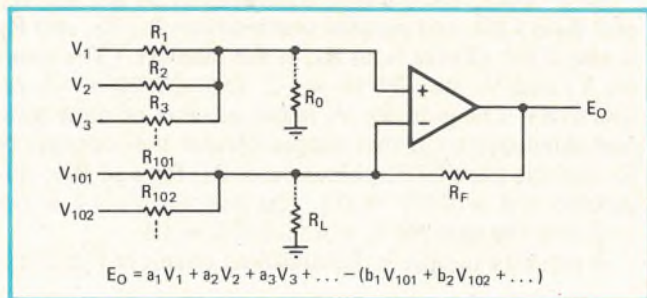 V1
R1
V2
R2
V3
R3
R0
+
−
EO
V101
R101
V102
R102
RL
RF
EO = a1V1 + a2V2 + a3V3 + . . . − (b1V101 + b2V102 + . . . )